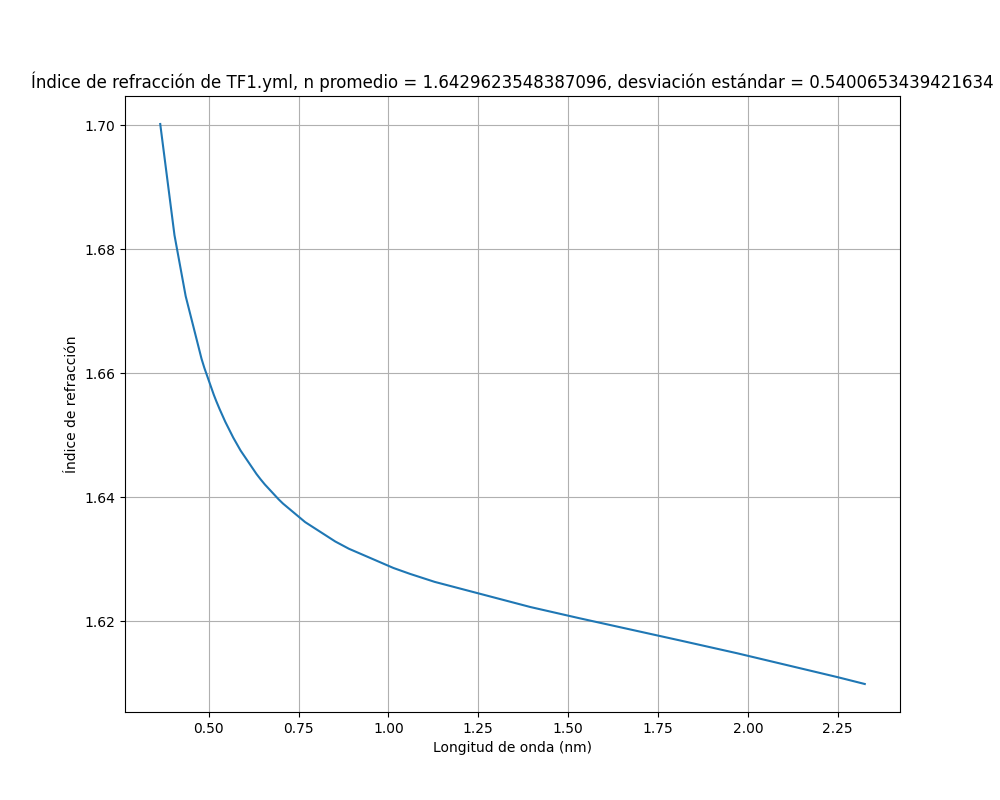 Índice de refracción de TF1.yml, n promedio = 1.6429623548387096, desviación estándar = 0.5400653439421634
1.70
1.68
1.66
1.64
1.62
Índice de refracción
0.50 0.75 1.00 1.25 1.50 1.75 2.00 2.25
Longitud de onda (nm)